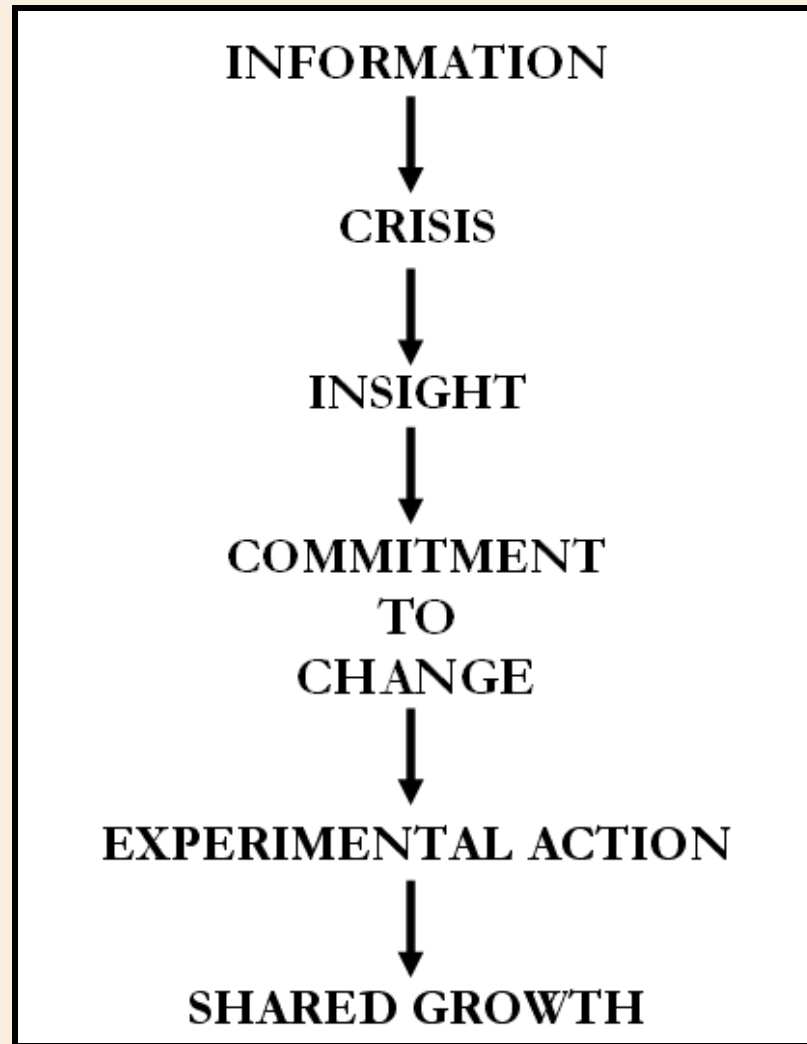 INFORMATION
CRISIS
INSIGHT
COMMITMENT
TO
CHANGE
EXPERIMENTAL ACTION
SHARED GROWTH